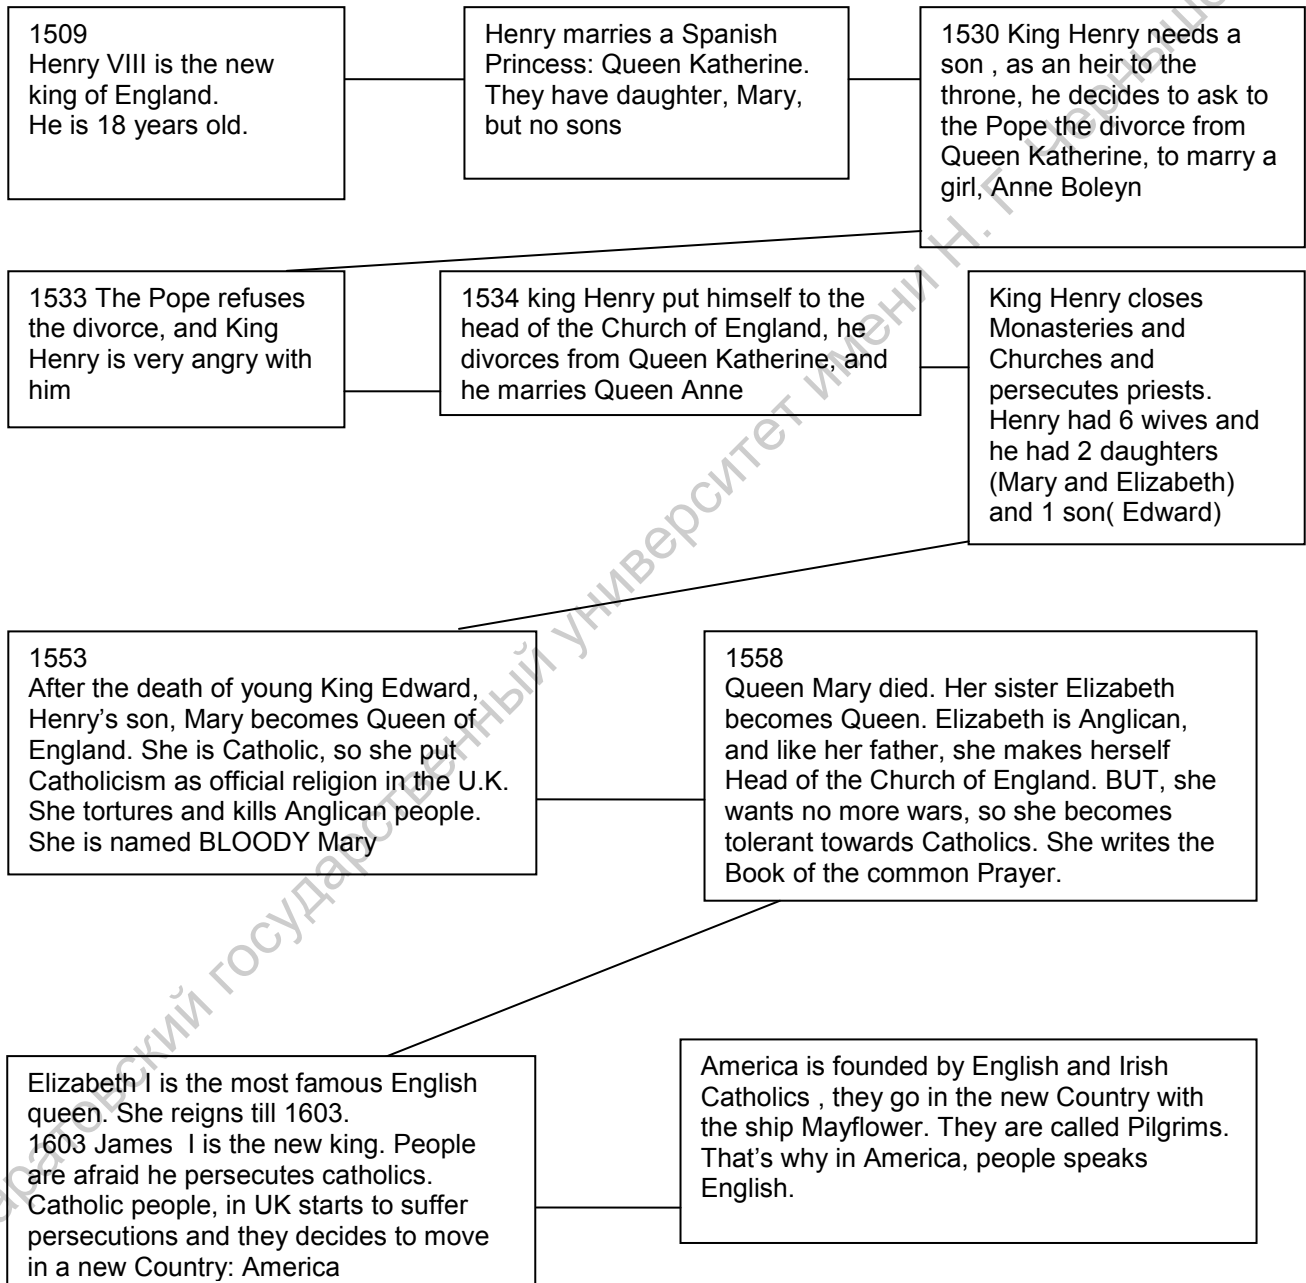 1509
Henry VIII is the new
king of England.
He is 18 years old.
Henry marries a Spanish
Princess: Queen Katherine.
They have daughter, Mary,
but no sons
1530 King Henry needs a
son , as an heir to the
throne, he decides to ask to
the Pope the divorce from
Queen Katherine, to marry a
girl, Anne Boleyn
1533 The Pope refuses
the divorce, and King
Henry is very angry with
him
1534 king Henry put himself to the
head of the Church of England, he
divorces from Queen Katherine, and
he marries Queen Anne
King Henry closes
Monasteries and
Churches and
persecutes priests.
Henry had 6 wives and
he had 2 daughters
(Mary and Elizabeth)
and 1 son( Edward)
1553
After the death of young King Edward,
Henry's son, Mary becomes Queen of
England. She is Catholic, so she put
Catholicism as official religion in the U.K.
She tortures and kills Anglican people.
She is named BLOODY Mary
1558
Queen Mary died. Her sister Elizabeth
becomes Queen. Elizabeth is Anglican,
and like her father, she makes herself
Head of the Church of England. BUT, she
wants no more wars, so she becomes
tolerant towards Catholics. She writes the
Book of the common Prayer.
Elizabeth I is the most famous English
queen. She reigns till 1603.
1603 James I is the new king. People
are afraid he persecutes catholics.
Catholic people, in UK starts to suffer
persecutions and they decides to move
in a new Country: America
America is founded by English and Irish
Catholics , they go in the new Country with
the ship Mayflower. They are called Pilgrims.
That's why in America, people speaks
English.
государственный университет имени Н. Г.